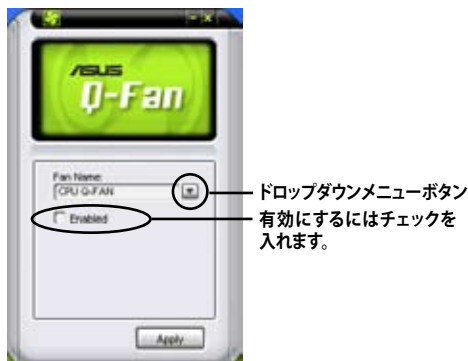 ASUS
Q-Fan
Fan Name:
CPU Q-FAN
ドロップダウンメニューボタン
Enabled
有効にするにはチェックを
入れます。
Apply